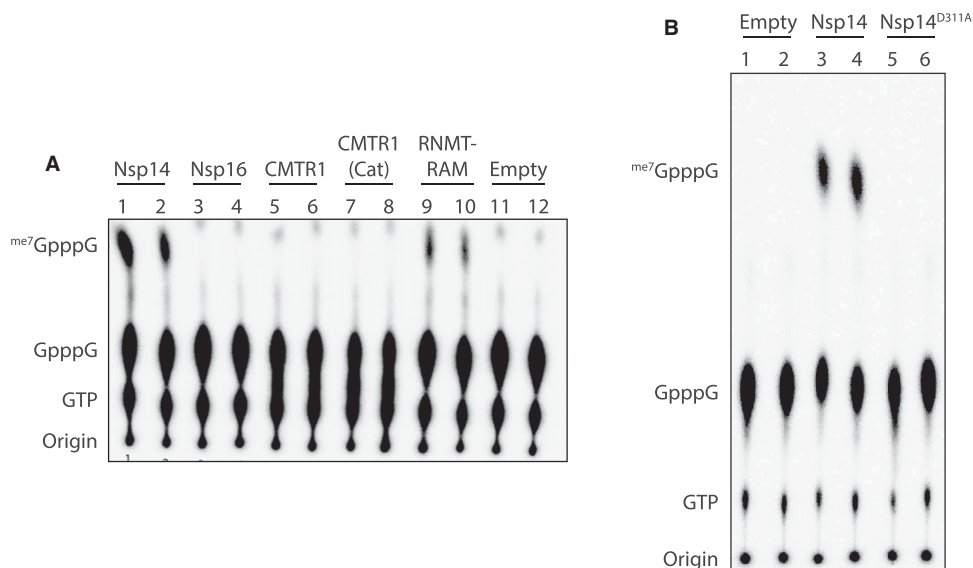 A
CMTR1 RNMT-
Nsp14 Nsp16 CMTR1 (Cat) RAM Empty
1 2 3 4 5 6 7 8 9 10 11 12
me7GpppG
GpppG
GTP
Origin
1
B
Empty Nsp14 Nsp14D311A
1 2 3 4 5 6
me7GpppG
GpppG
GTP
Origin